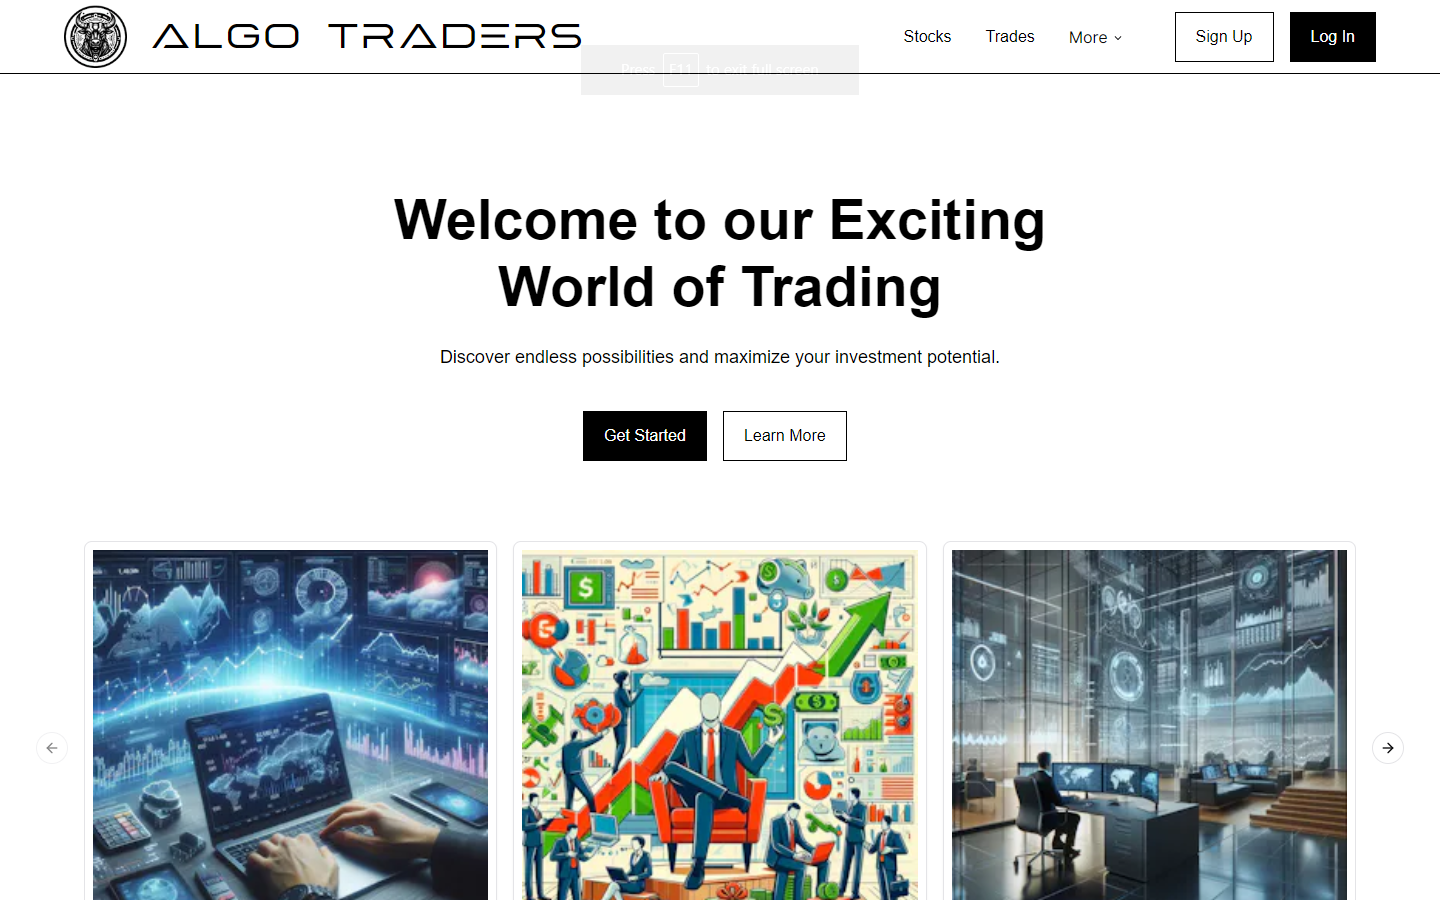 ALGO TRADERS
Stocks
Trades
More
Sign Up
Log In
Press F11 to exit full screen
Welcome to our Exciting
World of Trading
Discover endless possibilities and maximize your investment potential.
Get Started
Learn More